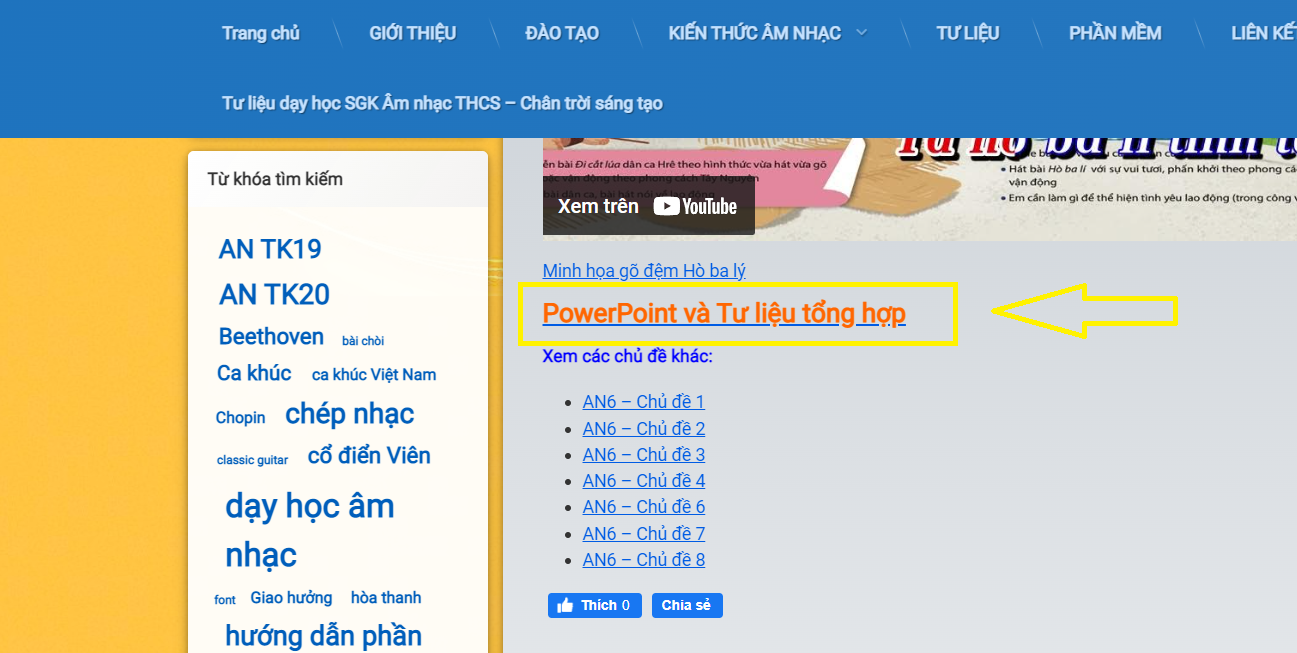 Trang chủ GIỚI THIỆU ĐÀO TẠO KIẾN THỨC ÂM NHẠC TƯ LIỆU PHẦN MỀM LIÊN KẾT
Tư liệu dạy học SGK Âm nhạc THCS – Chân trời sáng tạo
Từ khóa tìm kiếm
AN TK19
AN TK20
Beethoven bài chòi
Ca khúc ca khúc Việt Nam
Chopin chép nhạc
classic guitar cổ điển Viên
dạy học âm
nhạc
font Giao hưởng hòa thanh
hướng dẫn phần
ễn bài Đi cắt lúa dân ca Hrê theo hình thức vừa hát vừa gõ
vận động theo phong cách Tây Nguyên
bài dân ca, bài hát nói về lao động
Hát bài Hò ba lí với sự vui tươi, phấn khởi theo phong
vận động
Em cần làm gì để thể hiện tình yêu lao động (trong công
Xem trên YouTube
Minh họa gõ đệm Hò ba lý
PowerPoint và Tư liệu tổng hợp
Xem các chủ đề khác:
AN6 – Chủ đề 1
AN6 – Chủ đề 2
AN6 – Chủ đề 3
AN6 – Chủ đề 4
AN6 – Chủ đề 6
AN6 – Chủ đề 7
AN6 – Chủ đề 8
Thích 0 Chia sẻ